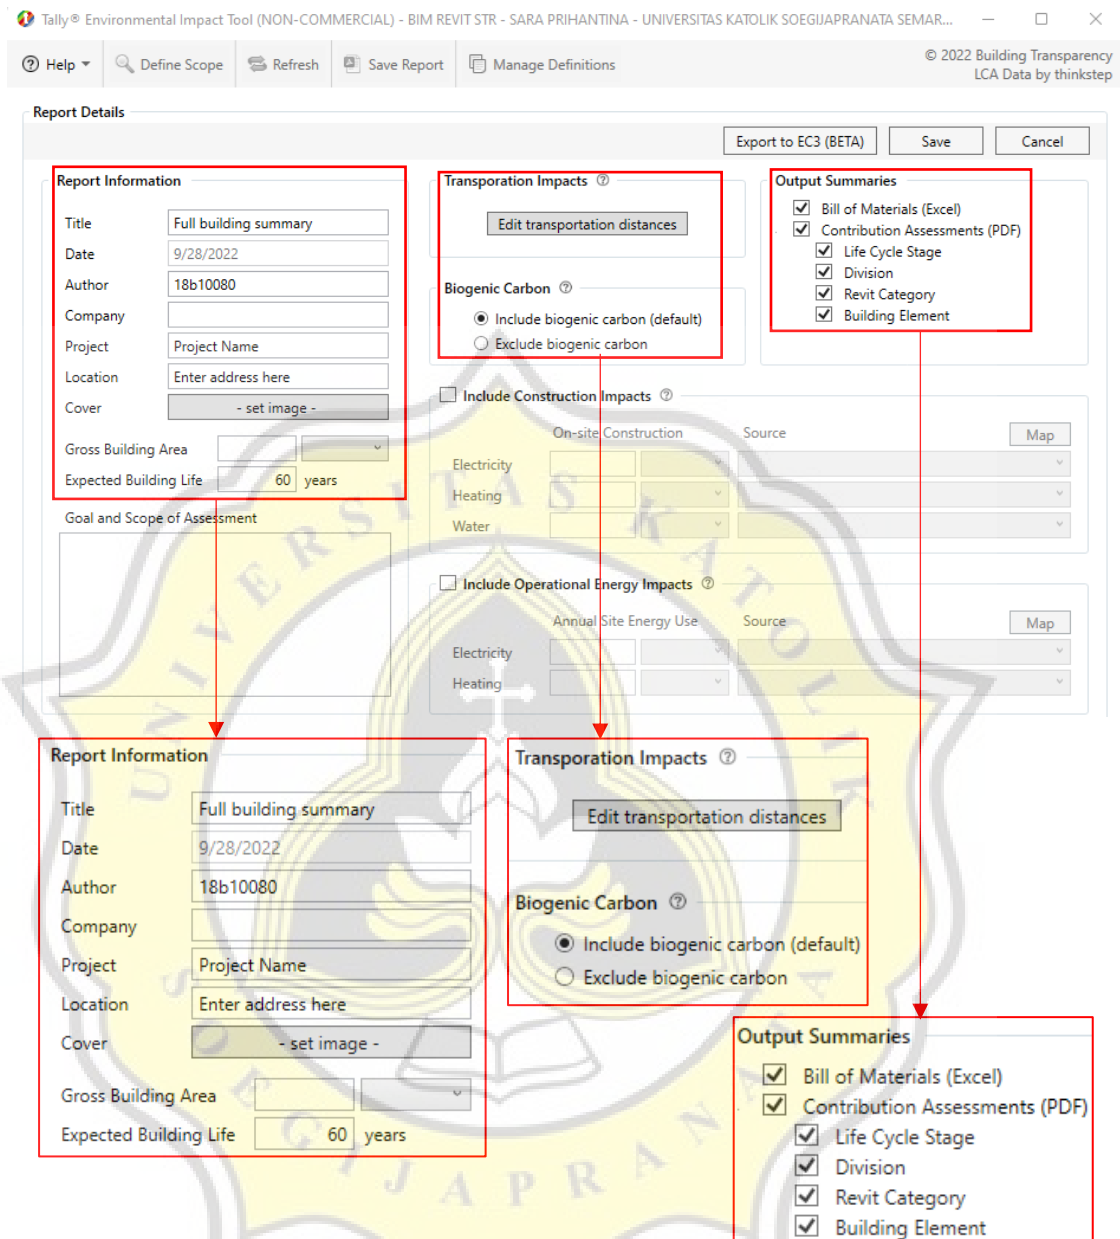 Tally® Environmental Impact Tool (NON-COMMERCIAL) - BIM REVIT STR - SARA PRIHANTINA - UNIVERSITAS KATOLIK SOEGIJAPRANATA SEMAR...
Help Define Scope Refresh Save Report Manage Definitions
© 2022 Building Transparency
LCA Data by thinkstep
Report Details
Export to EC3 (BETA) Save Cancel
Report Information
Title Full building summary
Date 9/28/2022
Author 18b10080
Company
Project Project Name
Location Enter address here
Cover - set image -
Gross Building Area
Expected Building Life 60 years
Goal and Scope of Assessment
Transporation Impacts
Edit transportation distances
Biogenic Carbon
Include biogenic carbon (default)
Exclude biogenic carbon
Output Summaries
Bill of Materials (Excel)
Contribution Assessments (PDF)
Life Cycle Stage
Division
Revit Category
Building Element
Include Construction Impacts
On-site Construction Source Map
Electricity
Heating
Water
Include Operational Energy Impacts
Annual Site Energy Use Source Map
Electricity
Heating
Report Information
Title Full building summary
Date 9/28/2022
Author 18b10080
Company
Project Project Name
Location Enter address here
Cover - set image -
Gross Building Area
Expected Building Life 60 years
Transporation Impacts
Edit transportation distances
Biogenic Carbon
Include biogenic carbon (default)
Exclude biogenic carbon
Output Summaries
Bill of Materials (Excel)
Contribution Assessments (PDF)
Life Cycle Stage
Division
Revit Category
Building Element
UNIVERSITAS KATOLIK
SOEGIJAPRANATA